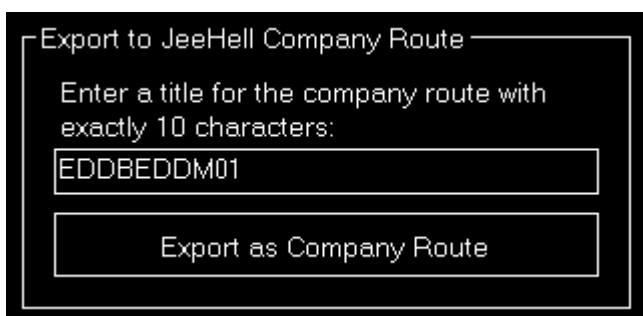 Export to JeeHell Company Route
Enter a title for the company route with
exactly 10 characters:
EDDBEDDM01
Export as Company Route